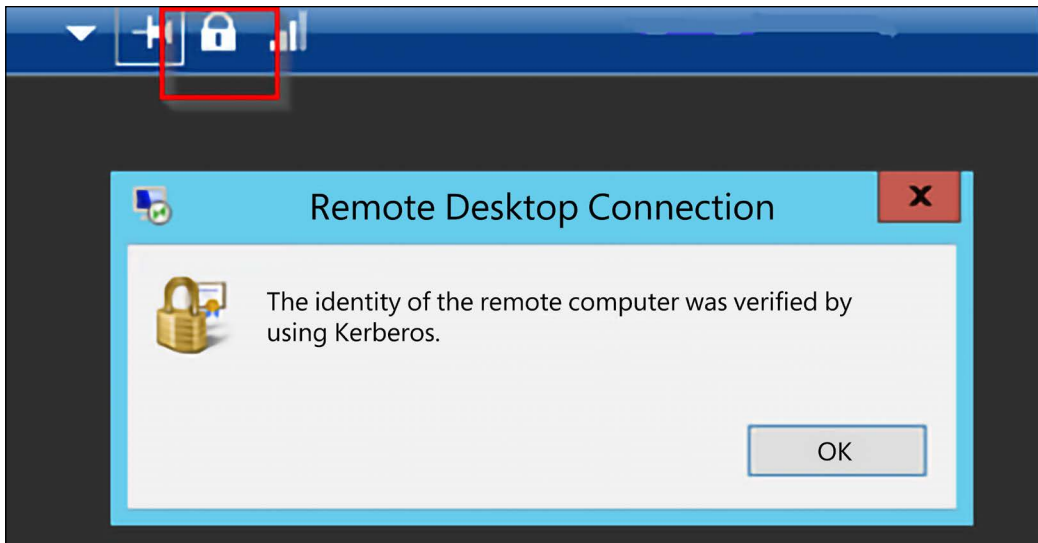 Remote Desktop Connection
The identity of the remote computer was verified by
using Kerberos.
OK